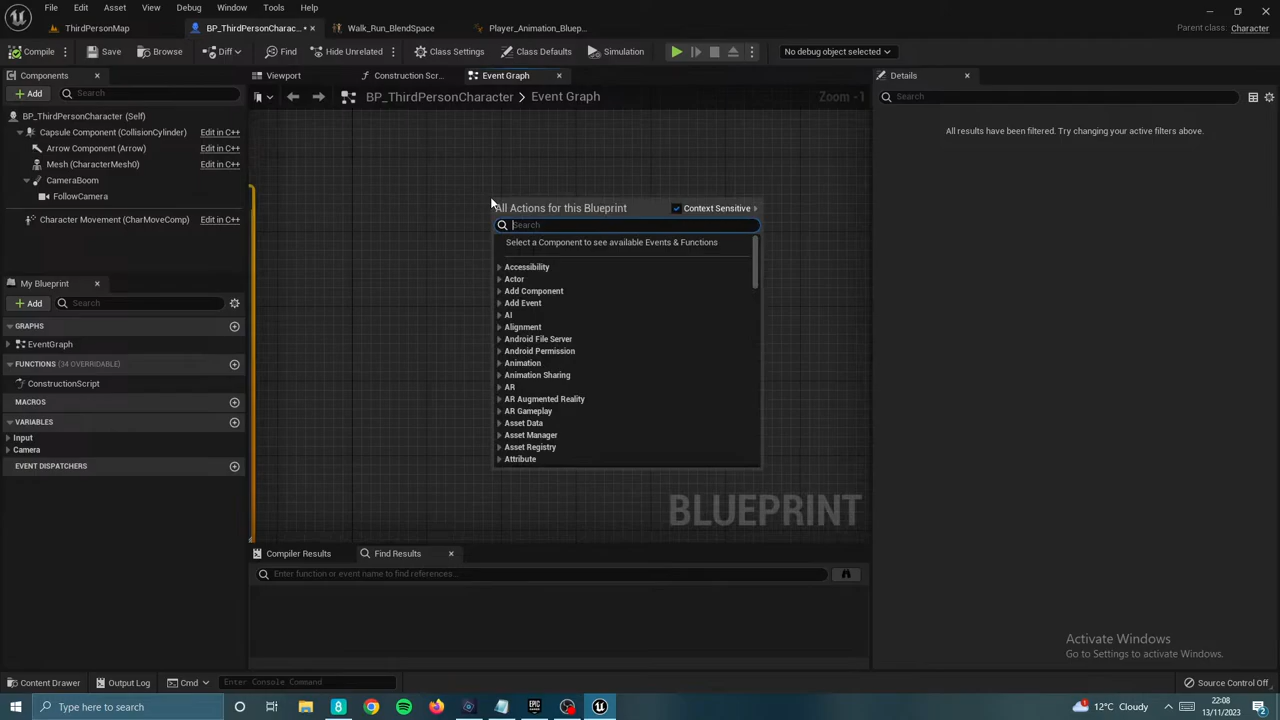 File Edit Asset View Debug Window Tools Help
Parent class: Character
ThirdPersonMap
BP_ThirdPersonCharac...
Walk_Run_BlendSpace
Player_Animation_Bluep...
Compile
Save
Browse
Diff
Find
Hide Unrelated
Class Settings
Class Defaults
Simulation
No debug object selected
Components
Viewport
Construction Scr...
Event Graph
Details
Add
Search
BP_ThirdPersonCharacter > Event Graph
Zoom -1
Search
BP_ThirdPersonCharacter (Self)
Capsule Component (CollisionCylinder) Edit in C++
Arrow Component (Arrow) Edit in C++
Mesh (CharacterMesh0) Edit in C++
CameraBoom
FollowCamera
Character Movement (CharMoveComp) Edit in C++
All results have been filtered. Try changing your active filters above.
All Actions for this Blueprint
Context Sensitive
Search
Select a Component to see available Events & Functions
Accessibility
Actor
Add Component
Add Event
AI
Alignment
Android File Server
Android Permission
Animation
Animation Sharing
AR
AR Augmented Reality
AR Gameplay
Asset Data
Asset Manager
Asset Registry
Attribute
My Blueprint
Add
Search
GRAPHS
EventGraph
FUNCTIONS (34 OVERRIDABLE)
ConstructionScript
MACROS
VARIABLES
Input
Camera
EVENT DISPATCHERS
BLUEPRINT
Compiler Results
Find Results
Enter function or event name to find references...
Activate Windows
Go to Settings to activate Windows.
Content Drawer
Output Log
Cmd
Enter Console Command
Source Control Off
Type here to search
12°C Cloudy
22:08
13/11/2023